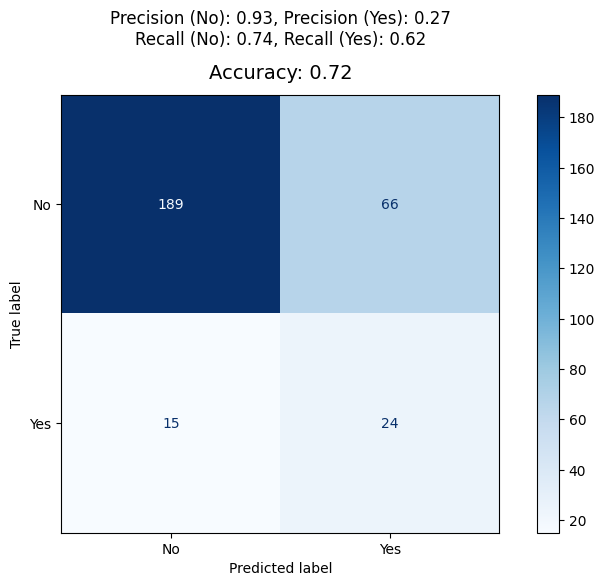 Precision (No): 0.93, Precision (Yes): 0.27
Recall (No): 0.74, Recall (Yes): 0.62
Accuracy: 0.72
No
189
66
Yes
15
24
No
Yes
True label
Predicted label
180
160
140
120
100
80
60
40
20